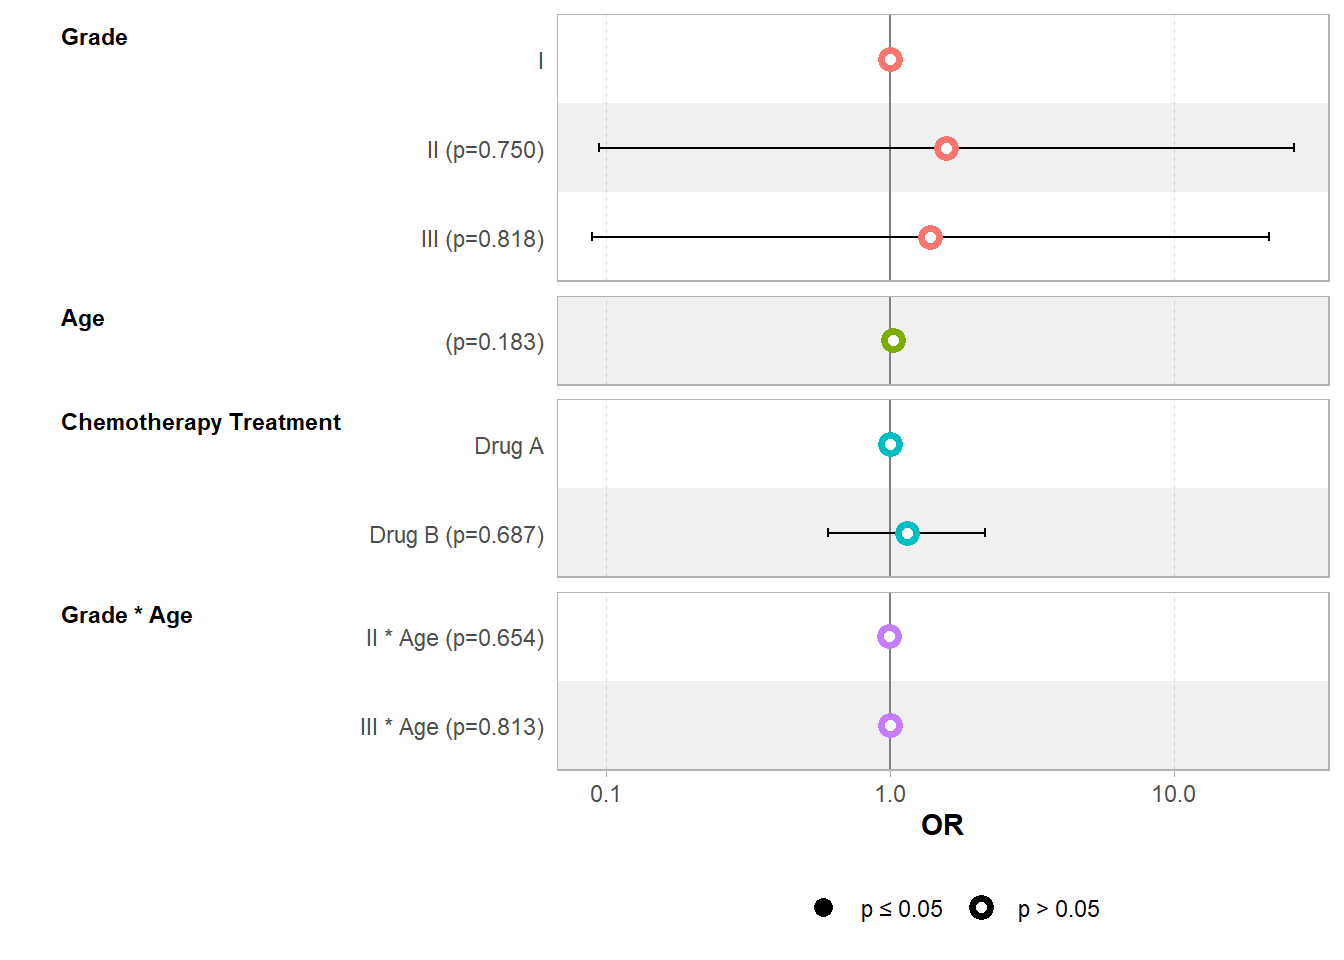 Grade
I
II (p=0.750)
III (p=0.818)
Age
(p=0.183)
Chemotherapy Treatment
Drug A
Drug B (p=0.687)
Grade * Age
II * Age (p=0.654)
III * Age (p=0.813)
0.1 1.0 10.0
OR
p ≤ 0.05 p > 0.05